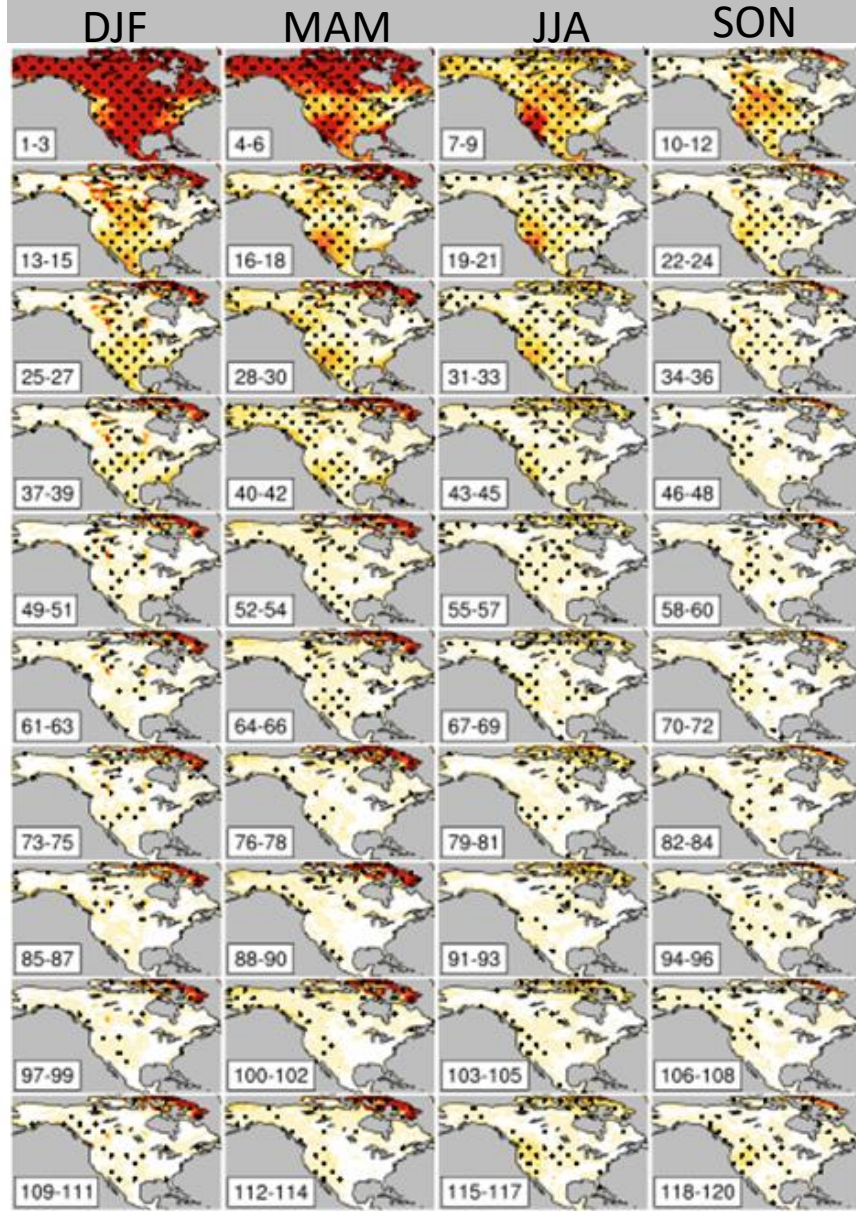 DJF MAM JJA SON
1-3 4-6 7-9 10-12
13-15 16-18 19-21 22-24
25-27 28-30 31-33 34-36
37-39 40-42 43-45 46-48
49-51 52-54 55-57 58-60
61-63 64-66 67-69 70-72
73-75 76-78 79-81 82-84
85-87 88-90 91-93 94-96
97-99 100-102 103-105 106-108
109-111 112-114 115-117 118-120